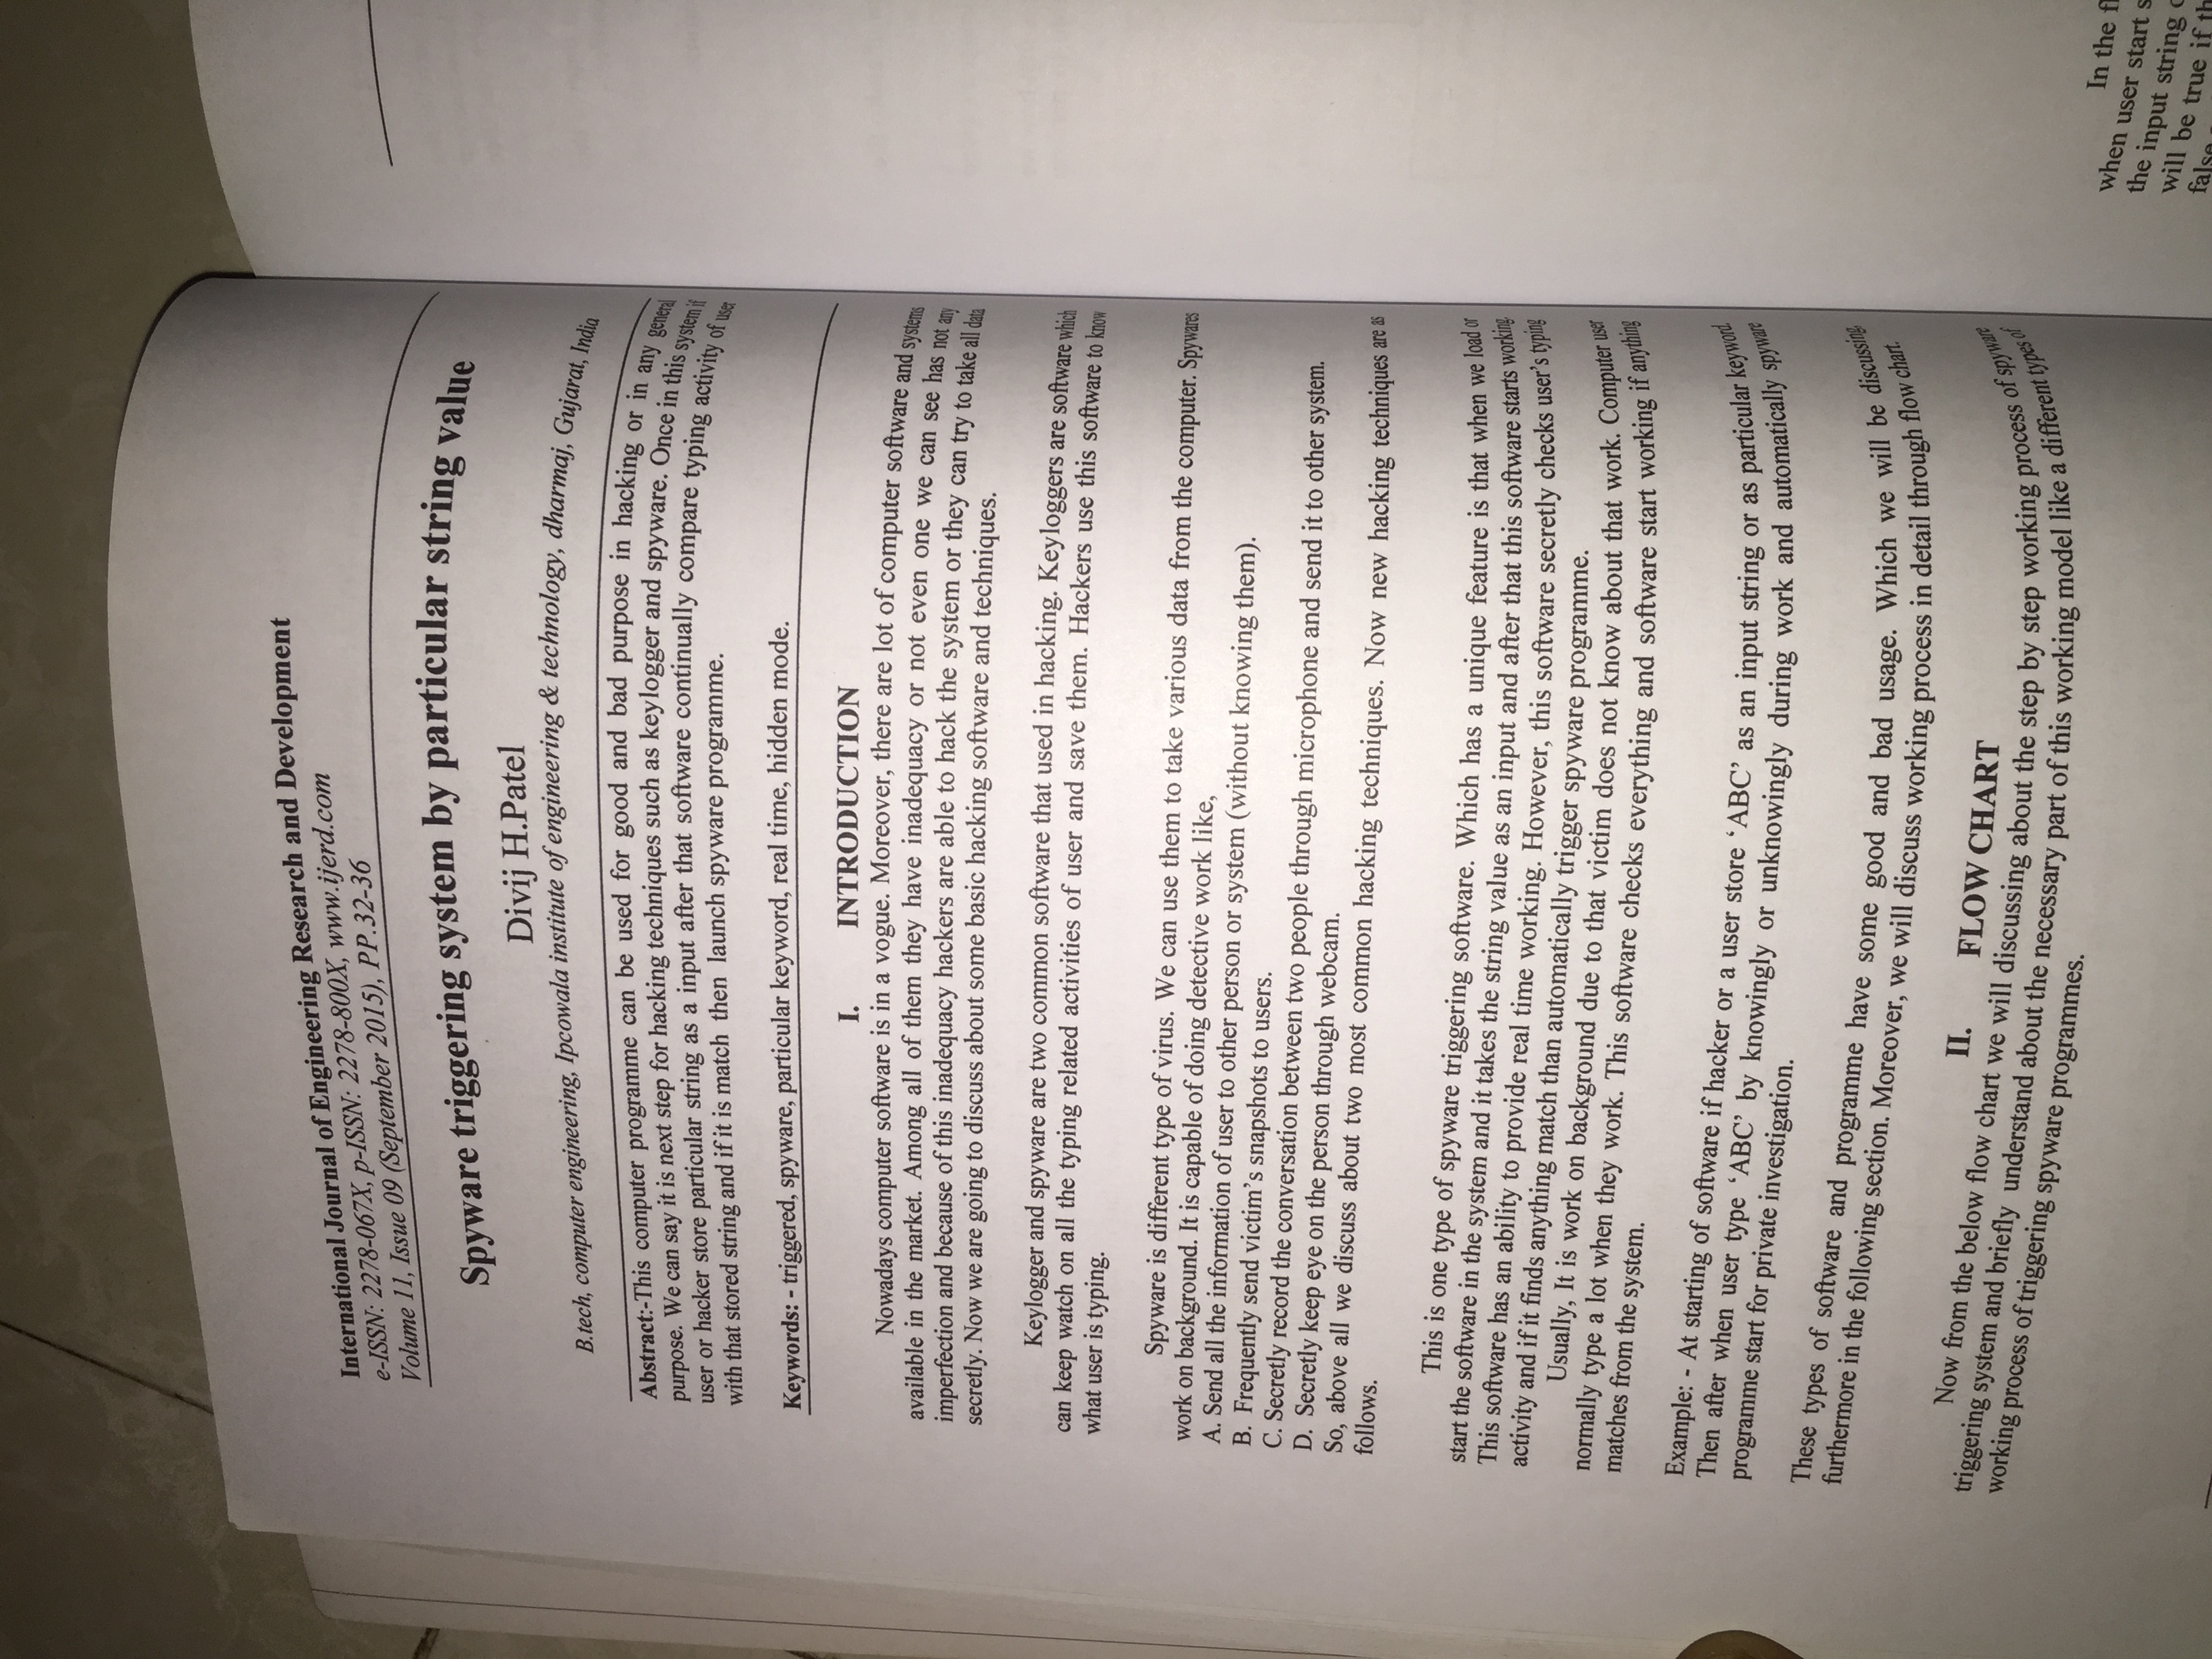 International Journal of Engineering Research and Development
e-ISSN: 2278-067X, p-ISSN: 2278-800X, www.ijerd.com
Volume 11, Issue 09 (September 2015), PP.32-36
Spyware triggering system by particular string value
Divij H.Patel
B.tech, computer engineering, Ipcowala institute of engineering & technology, dharmaj, Gujarat, India
Abstract:-This computer programme can be used for good and bad purpose in hacking or in any general
purpose. We can say it is next step for hacking techniques such as keylogger and spyware. Once in this system if
user or hacker store particular string as a input after that software continually compare typing activity of user
with that stored string and if it is match then launch spyware programme.
Keywords: - triggered, spyware, particular keyword, real time, hidden mode.
I. INTRODUCTION
Nowadays computer software is in a vogue. Moreover, there are lot of computer software and systems
available in the market. Among all of them they have inadequacy or not even one we can see has not any
imperfection and because of this inadequacy hackers are able to hack the system or they can try to take all data
secretly. Now we are going to discuss about some basic hacking software and techniques.
Keylogger and spyware are two common software that used in hacking. Keyloggers are software which
can keep watch on all the typing related activities of user and save them. Hackers use this software to know
what user is typing.
Spyware is different type of virus. We can use them to take various data from the computer. Spywares
work on background. It is capable of doing detective work like,
A. Send all the information of user to other person or system (without knowing them).
B. Frequently send victim's snapshots to users.
C. Secretly record the conversation between two people through microphone and send it to other system.
D. Secretly keep eye on the person through webcam.
So, above all we discuss about two most common hacking techniques. Now new hacking techniques are as
follows.
This is one type of spyware triggering software. Which has a unique feature is that when we load or
start the software in the system and it takes the string value as an input and after that this software starts working.
This software has an ability to provide real time working. However, this software secretly checks user's typing
activity and if it finds anything match than automatically trigger spyware programme.
Usually, It is work on background due to that victim does not know about that work. Computer user
normally type a lot when they work. This software checks everything and software start working if anything
matches from the system.
Example: - At starting of software if hacker or a user store 'ABC' as an input string or as particular keyword.
Then after when user type 'ABC' by knowingly or unknowingly during work and automatically spyware
programme start for private investigation.
These types of software and programme have some good and bad usage. Which we will be discussing,
furthermore in the following section. Moreover, we will discuss working process in detail through flow chart.
II. FLOW CHART
Now from the below flow chart we will discussing about the step by step working process of spyware
triggering system and briefly understand about the necessary part of this working model like a different types of
working process of triggering spyware programmes.
In the
when user start
the input string
will be true if
false